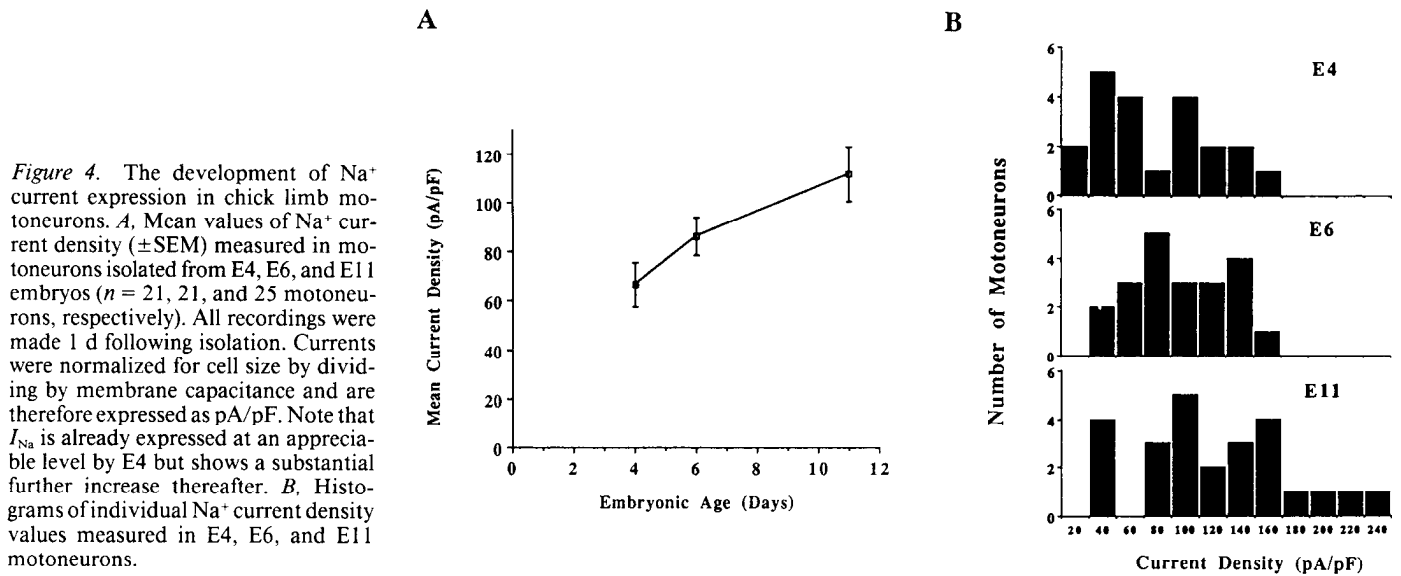 Figure 4. The development of Na+
current expression in chick limb mo-
toneurons. A, Mean values of Na+ cur-
rent density (±SEM) measured in mo-
toneurons isolated from E4, E6, and E11
embryos (n = 21, 21, and 25 motoneu-
rons, respectively). All recordings were
made 1 d following isolation. Currents
were normalized for cell size by divid-
ing by membrane capacitance and are
therefore expressed as pA/pF. Note that
INa is already expressed at an apprecia-
ble level by E4 but shows a substantial
further increase thereafter. B, Histo-
grams of individual Na+ current density
values measured in E4, E6, and E11
motoneurons.
A
Mean Current Density (pA/pF)
120
100
80
60
40
20
0
0 2 4 6 8 10 12
Embryonic Age (Days)
B
Number of Motoneurons
E4
6
4
2
0
E6
6
4
2
0
E11
6
4
2
0
20 40 60 80 100 120 140 160 180 200 220 240
Current Density (pA/pF)